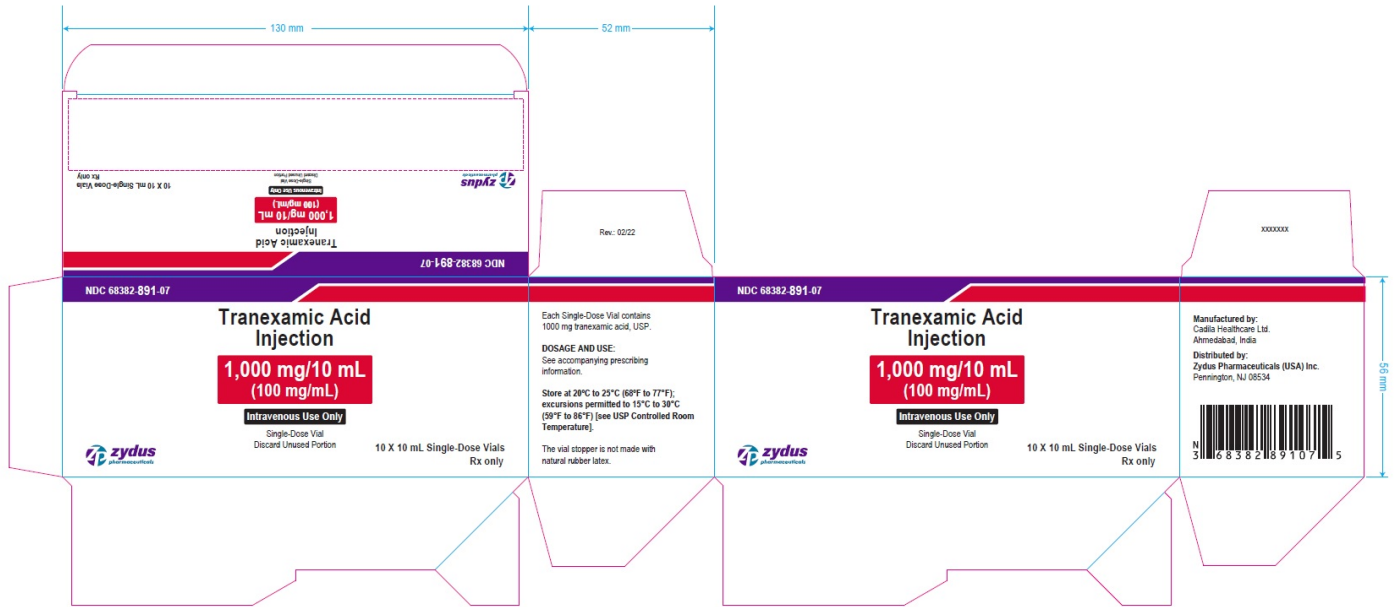 130 mm
52 mm
10 X 10 mL Single-Dose Vials
Rx only
Single-Dose Vial
Discard Unused Portion
Intravenous Use Only
1,000 mg/10 mL
(100 mg/mL)
Tranexamic Acid
Injection
zydus
pharmaceuticals
NDC 68382-891-07
Rev.: 02/22
xxxxxxx
NDC 68382-891-07
Tranexamic Acid
Injection
1,000 mg/10 mL
(100 mg/mL)
Intravenous Use Only
Single-Dose Vial
Discard Unused Portion
zydus
pharmaceuticals
10 X 10 mL Single-Dose Vials
Rx only
Each Single-Dose Vial contains
1000 mg tranexamic acid, USP.
DOSAGE AND USE:
See accompanying prescribing
information.
Store at 20°C to 25°C (68°F to 77°F);
excursions permitted to 15°C to 30°C
(59°F to 86°F) [see USP Controlled Room
Temperature].
The vial stopper is not made with
natural rubber latex.
NDC 68382-891-07
Tranexamic Acid
Injection
1,000 mg/10 mL
(100 mg/mL)
Intravenous Use Only
Single-Dose Vial
Discard Unused Portion
zydus
pharmaceuticals
10 X 10 mL Single-Dose Vials
Rx only
Manufactured by:
Cadila Healthcare Ltd.
Ahmedabad, India
Distributed by:
Zydus Pharmaceuticals (USA) Inc.
Pennington, NJ 08534
N
3 68382 89107 5
56 mm